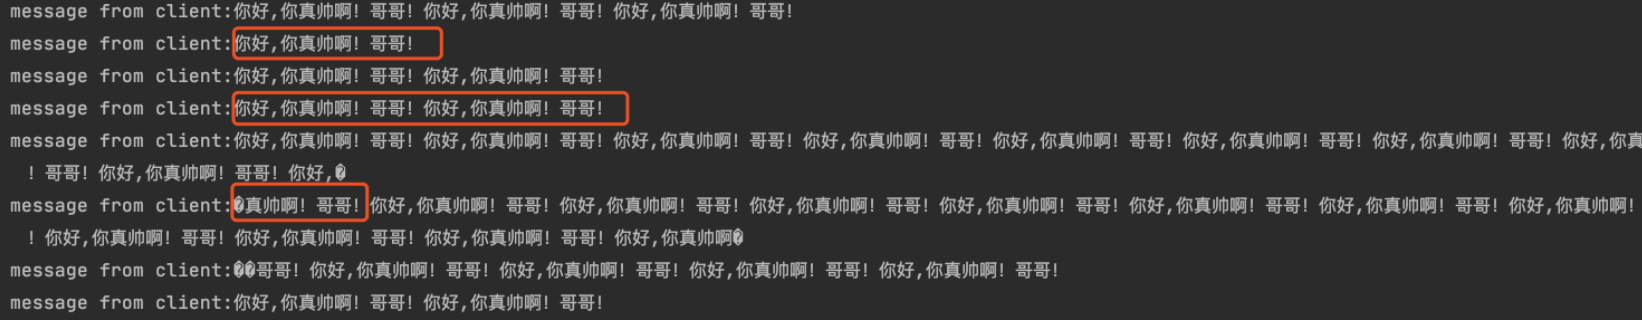 message from client:你好,你真帅啊！哥哥！你好,你真帅啊！哥哥！你好,你真帅啊！哥哥！
message from client:你好,你真帅啊！哥哥！
message from client:你好,你真帅啊！哥哥！你好,你真帅啊！哥哥！
message from client:你好,你真帅啊！哥哥！你好,你真帅啊！哥哥！
message from client:你好,你真帅啊！哥哥！你好,你真帅啊！哥哥！你好,你真帅啊！哥哥！你好,你真帅啊！哥哥！你好,你真帅啊！哥哥！你好,你真帅啊！哥哥！你好,你真帅啊！哥哥！你好,你真
！哥哥！你好,你真帅啊！哥哥！你好,�
message from client:�真帅啊！哥哥！你好,你真帅啊！哥哥！你好,你真帅啊！哥哥！你好,你真帅啊！哥哥！你好,你真帅啊！哥哥！你好,你真帅啊！哥哥！你好,你真帅啊！哥哥！你好,你真帅啊！
！你好,你真帅啊！哥哥！你好,你真帅啊！哥哥！你好,你真帅啊！哥哥！你好,你真帅啊�
message from client:��哥哥！你好,你真帅啊！哥哥！你好,你真帅啊！哥哥！你好,你真帅啊！哥哥！你好,你真帅啊！哥哥！
message from client:你好,你真帅啊！哥哥！你好,你真帅啊！哥哥！